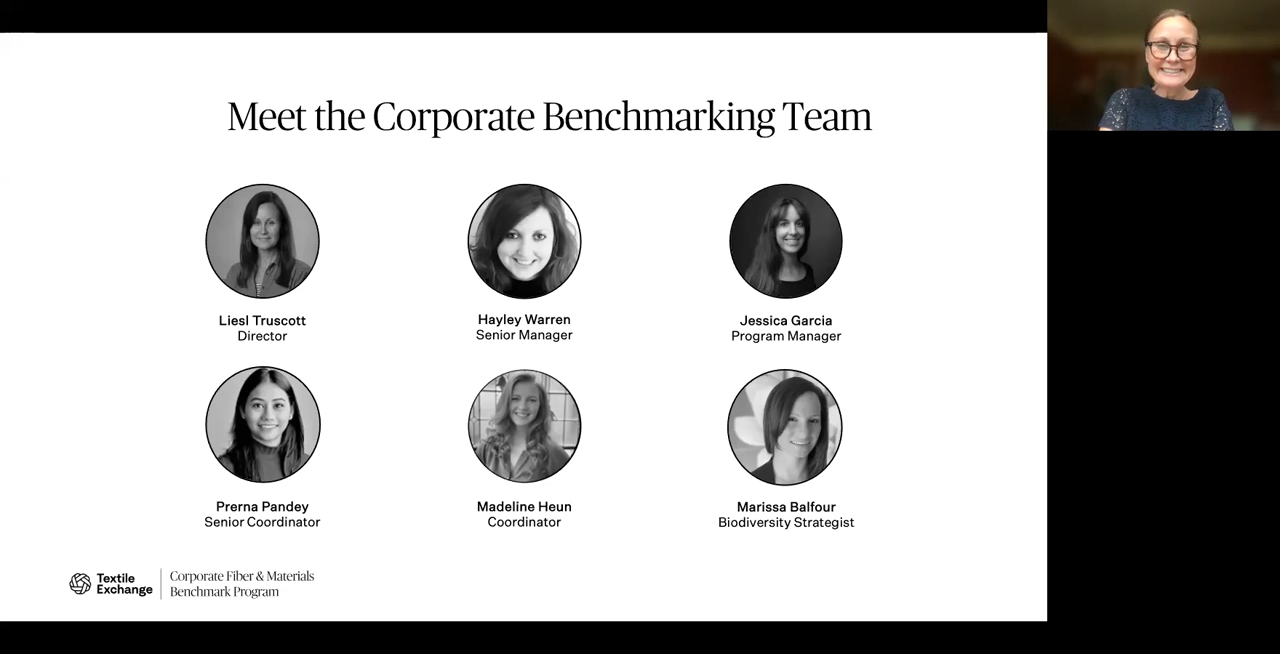 Meet the Corporate Benchmarking Team
Liesl Truscott
Director
Hayley Warren
Senior Manager
Jessica Garcia
Program Manager
Prerna Pandey
Senior Coordinator
Madeline Heun
Coordinator
Marissa Balfour
Biodiversity Strategist
Textile
Exchange
Corporate Fiber & Materials
Benchmark Program